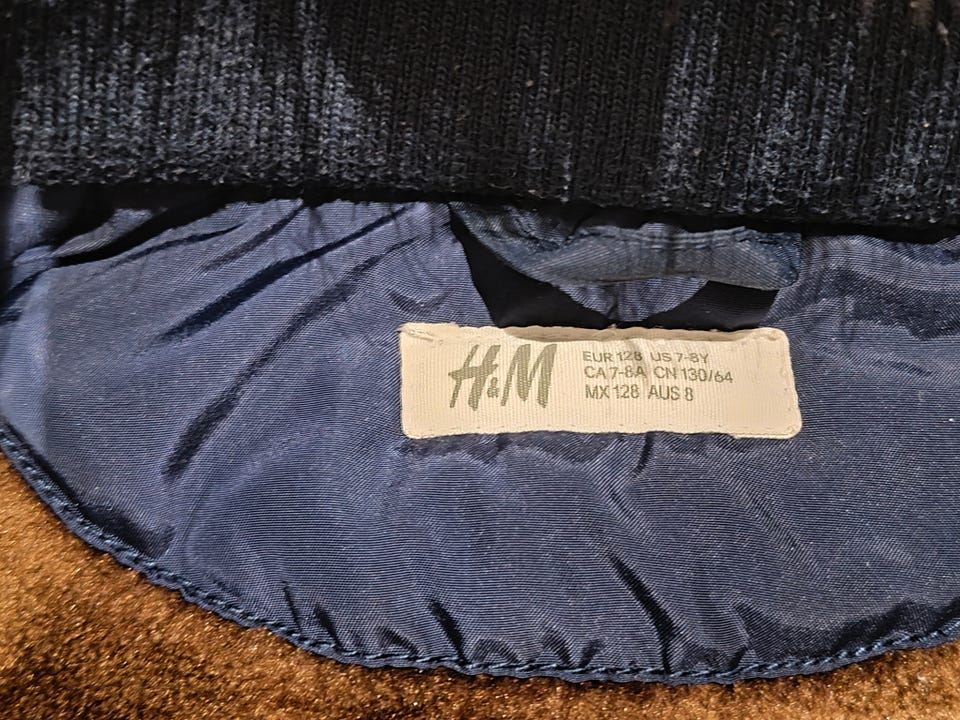 H&M
EUR 128 US 7-8Y
CA 7-8A CN 130/64
MX 128 AUS 8